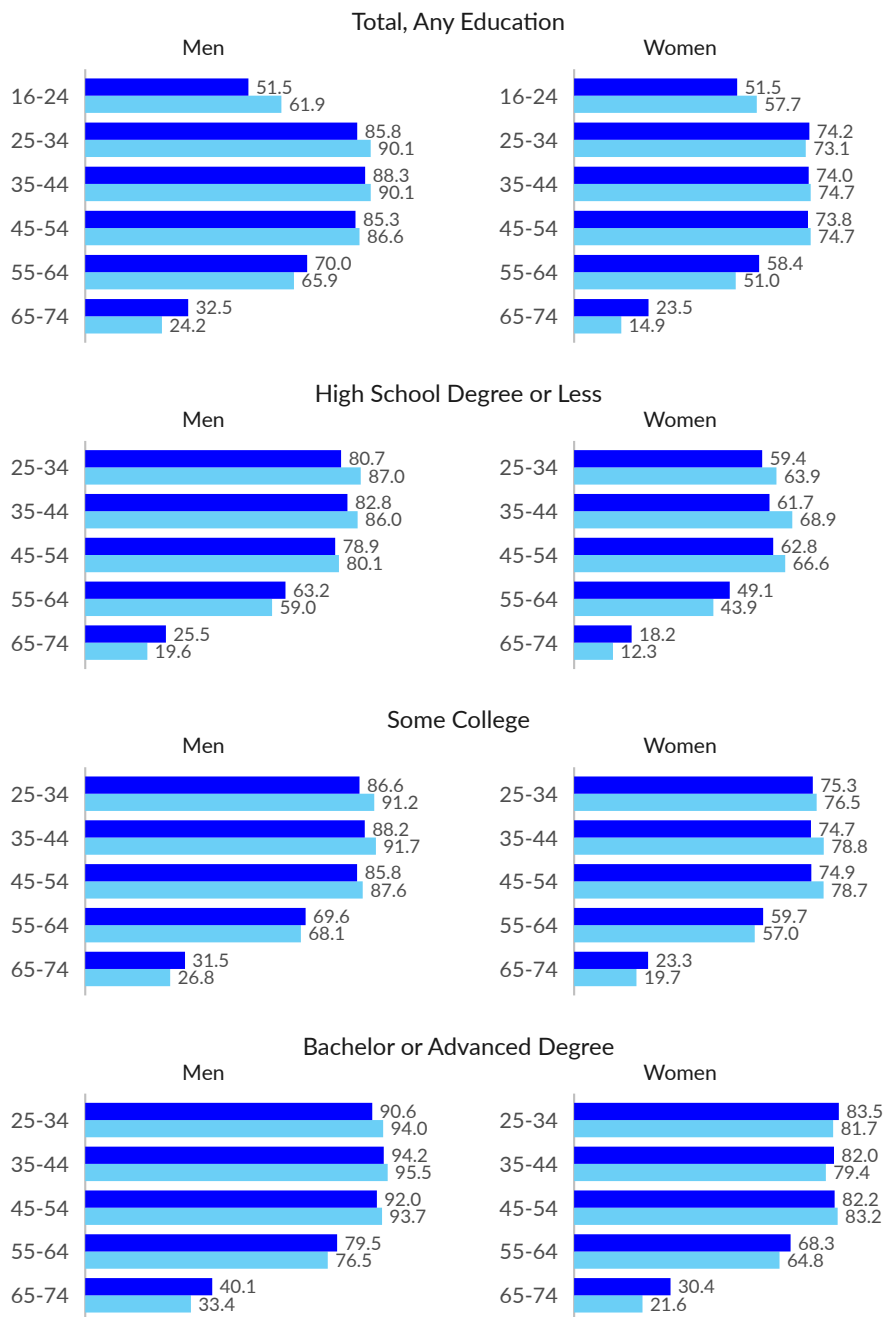 Total, Any Education
Men
Women
16-24 51.5 61.9
16-24 51.5 57.7
25-34 85.8 90.1
25-34 74.2 73.1
35-44 88.3 90.1
35-44 74.0 74.7
45-54 85.3 86.6
45-54 73.8 74.7
55-64 70.0 65.9
55-64 58.4 51.0
65-74 32.5 24.2
65-74 23.5 14.9
High School Degree or Less
Men
Women
25-34 80.7 87.0
25-34 59.4 63.9
35-44 82.8 86.0
35-44 61.7 68.9
45-54 78.9 80.1
45-54 62.8 66.6
55-64 63.2 59.0
55-64 49.1 43.9
65-74 25.5 19.6
65-74 18.2 12.3
Some College
Men
Women
25-34 86.6 91.2
25-34 75.3 76.5
35-44 88.2 91.7
35-44 74.7 78.8
45-54 85.8 87.6
45-54 74.9 78.7
55-64 69.6 68.1
55-64 59.7 57.0
65-74 31.5 26.8
65-74 23.3 19.7
Bachelor or Advanced Degree
Men
Women
25-34 90.6 94.0
25-34 83.5 81.7
35-44 94.2 95.5
35-44 82.0 79.4
45-54 92.0 93.7
45-54 82.2 83.2
55-64 79.5 76.5
55-64 68.3 64.8
65-74 40.1 33.4
65-74 30.4 21.6